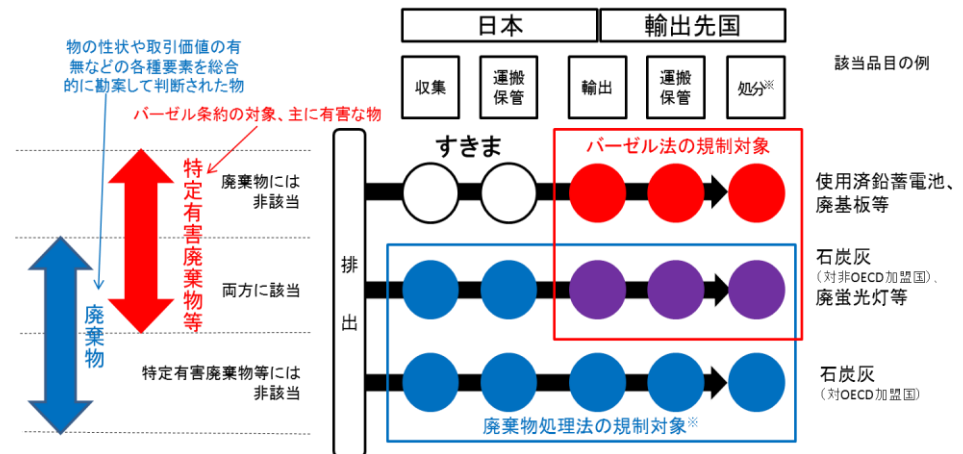 日本
輸出先国
物の性状や取引価値の有
無などの各種要素を総合
的に勘案して判断された物
収集
運搬
保管
輸出
運搬
保管
処分※
該当品目の例
バーゼル条約の対象、主に有害な物
すきま
バーゼル法の規制対象
特定有害廃棄物等
廃棄物には
非該当
使用済鉛蓄電池、
廃基板等
排出
両方に該当
石炭灰
(対非OECD加盟国)、
廃蛍光灯等
廃棄物
特定有害廃棄物等には
非該当
石炭灰
(対OECD加盟国)
廃棄物処理法の規制対象※